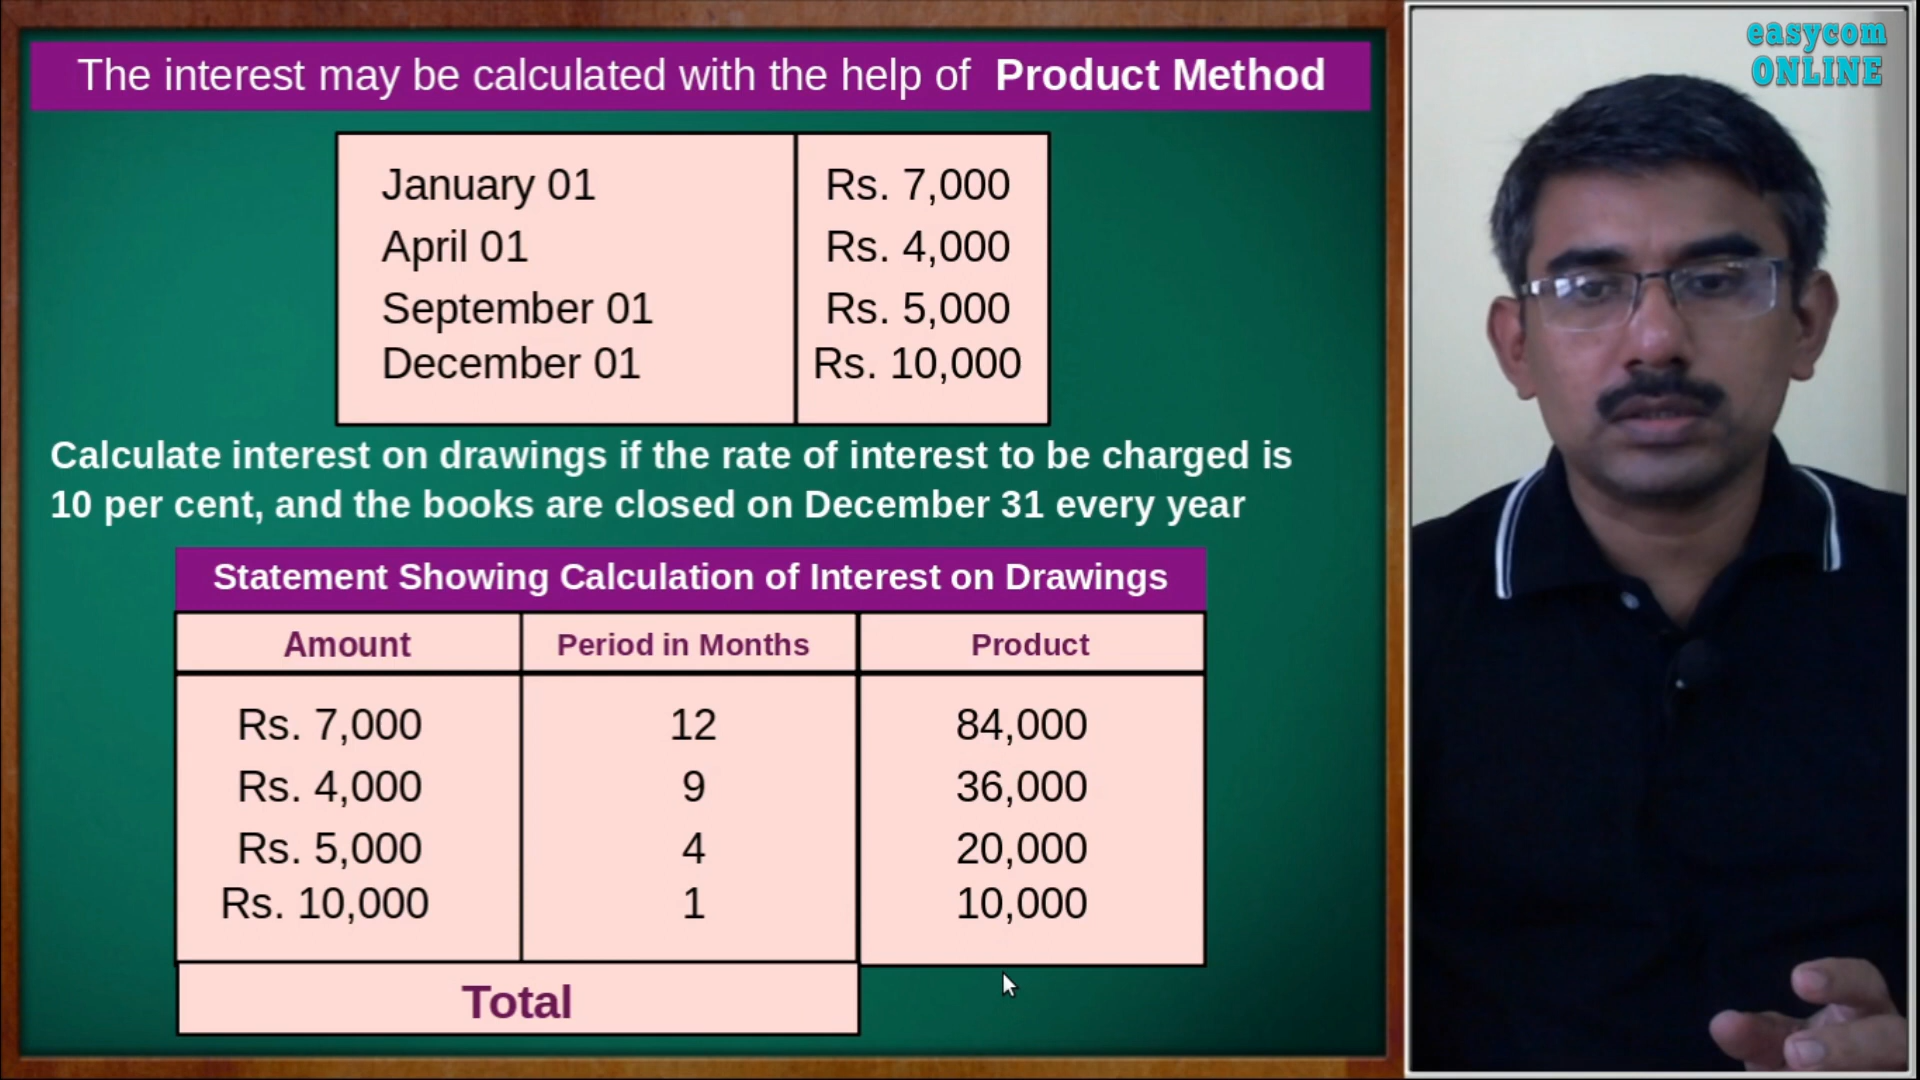 The interest may be calculated with the help of Product Method
easycom
ONLINE
January 01 Rs. 7,000
April 01 Rs. 4,000
September 01 Rs. 5,000
December 01 Rs. 10,000
Calculate interest on drawings if the rate of interest to be charged is
10 per cent, and the books are closed on December 31 every year
Statement Showing Calculation of Interest on Drawings
Amount Period in Months Product
Rs. 7,000 12 84,000
Rs. 4,000 9 36,000
Rs. 5,000 4 20,000
Rs. 10,000 1 10,000
Total